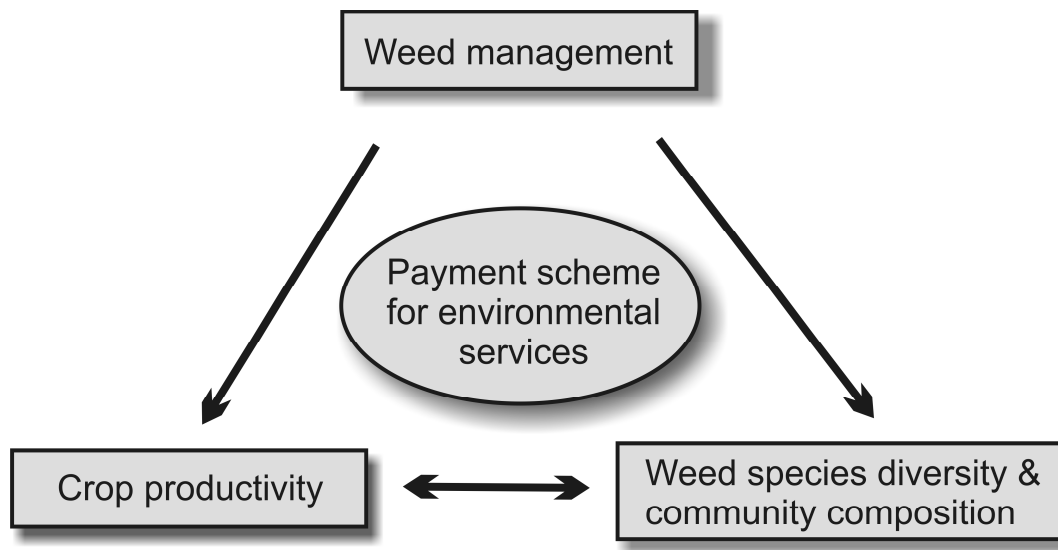 Weed management
Payment scheme
for environmental
services
Crop productivity
Weed species diversity &
community composition